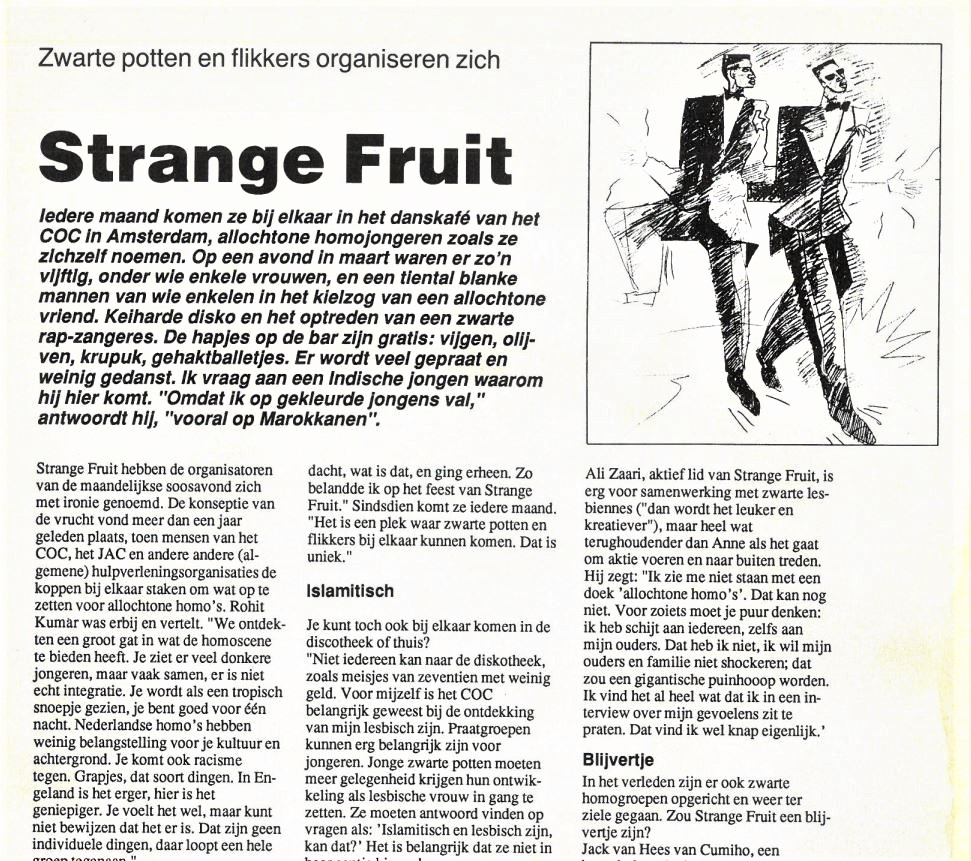 Zwarte potten en flikkers organiseren zich
Strange Fruit
Iedere maand komen ze bij elkaar in het danskafé van het
COC in Amsterdam, allochtone homojongeren zoals ze
zichzelf noemen. Op een avond in maart waren er zo'n
vijftig, onder wie enkele vrouwen, en een tiental blanke
mannen van wie enkelen in het kielzog van een allochtone
vriend. Keiharde disko en het optreden van een zwarte
rap-zangeres. De hapjes op de bar zijn gratis: vijgen, olij-
ven, krupuk, gehaktballetjes. Er wordt veel gepraat en
weinig gedanst. Ik vraag aan een Indische jongen waarom
hij hier komt. "Omdat ik op gekleurde jongens val,"
antwoordt hij, "vooral op Marokkanen".
Strange Fruit hebben de organisatoren
van de maandelijkse soosavond zich
met ironie genoemd. De konseptie van
de vrucht vond meer dan een jaar
geleden plaats, toen mensen van het
COC, het JAC en andere andere (al-
gemene) hulpverleningsorganisaties de
koppen bij elkaar staken om wat op te
zetten voor allochtone homo's. Rohit
Kumar was erbij en vertelt. "We ontdek-
ten een groot gat in wat de homoscene
te bieden heeft. Je ziet er veel donkere
jongeren, maar vaak samen, er is niet
echt integratie. Je wordt als een tropisch
snoepje gezien, je bent goed voor één
nacht. Nederlandse homo's hebben
weinig belangstelling voor je kultuur en
achtergrond. Je komt ook racisme
tegen. Grapjes, dat soort dingen. In En-
geland is het erger, hier is het
geniepiger. Je voelt het wel, maar kunt
niet bewijzen dat het er is. Dat zijn geen
individuele dingen, daar loopt een hele
groep tegenaan."
dacht, wat is dat, en ging erheen. Zo
belandde ik op het feest van Strange
Fruit." Sindsdien komt ze iedere maand.
"Het is een plek waar zwarte potten en
flikkers bij elkaar kunnen komen. Dat is
uniek."
Islamitisch
Je kunt toch ook bij elkaar komen in de
discotheek of thuis?
"Niet iedereen kan naar de diskotheek,
zoals meisjes van zeventien met weinig
geld. Voor mijzelf is het COC
belangrijk geweest bij de ontdekking
van mijn lesbisch zijn. Praatgroepen
kunnen erg belangrijk zijn voor
jongeren. Jonge zwarte potten moeten
meer gelegenheid krijgen hun ontwik-
keling als lesbische vrouw in gang te
zetten. Ze moeten antwoord vinden op
vragen als: 'Islamitisch en lesbisch zijn,
kan dat?' Het is belangrijk dat ze niet in
Ali Zaari, aktief lid van Strange Fruit, is
erg voor samenwerking met zwarte les-
biennes ("dan wordt het leuker en
kreatiever"), maar heel wat
terughoudender dan Anne als het gaat
om aktie voeren en naar buiten treden.
Hij zegt: "Ik zie me niet staan met een
doek 'allochtone homo's'. Dat kan nog
niet. Voor zoiets moet je puur denken:
ik heb schijt aan iedereen, zelfs aan
mijn ouders. Dat heb ik niet, ik wil mijn
ouders en familie niet shockeren; dat
zou een gigantische puinhooop worden.
Ik vind het al heel wat dat ik in een in-
terview over mijn gevoelens zit te
praten. Dat vind ik wel knap eigenlijk.'
Blijvertje
In het verleden zijn er ook zwarte
homogroepen opgericht en weer ter
ziele gegaan. Zou Strange Fruit een blij-
vertje zijn?
Jack van Hees van Cumiho, een